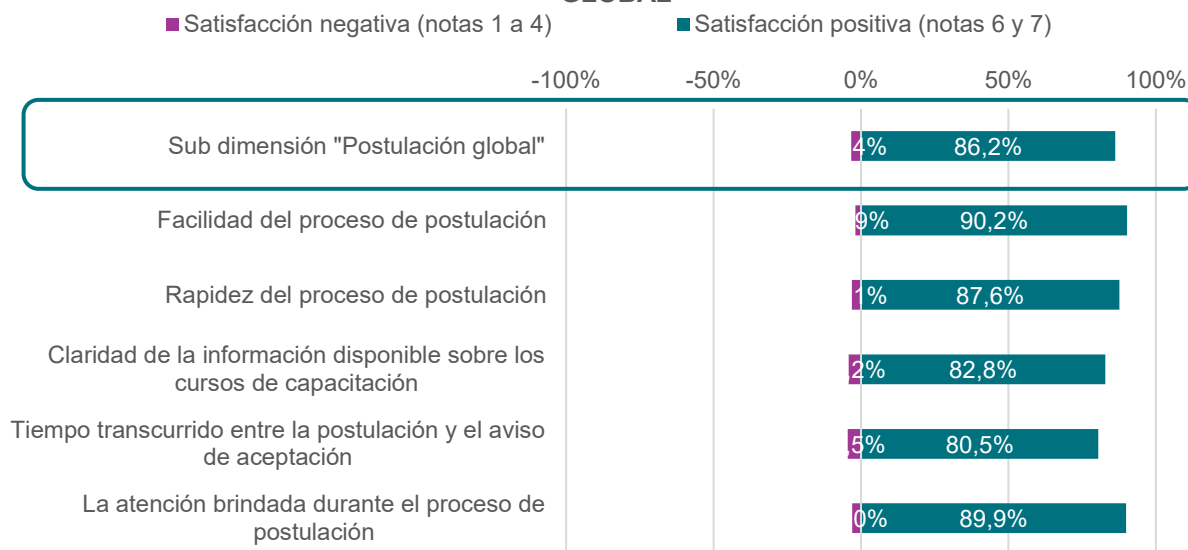 Satisfacción negativa (notas 1 a 4) Satisfacción positiva (notas 6 y 7)
-100% -50% 0% 50% 100%
Sub dimensión "Postulación global" 4% 86,2%
Facilidad del proceso de postulación 9% 90,2%
Rapidez del proceso de postulación 1% 87,6%
Claridad de la información disponible sobre los
cursos de capacitación ,2% 82,8%
Tiempo transcurrido entre la postulación y el aviso
de aceptación ,5% 80,5%
La atención brindada durante el proceso de
postulación 0% 89,9%